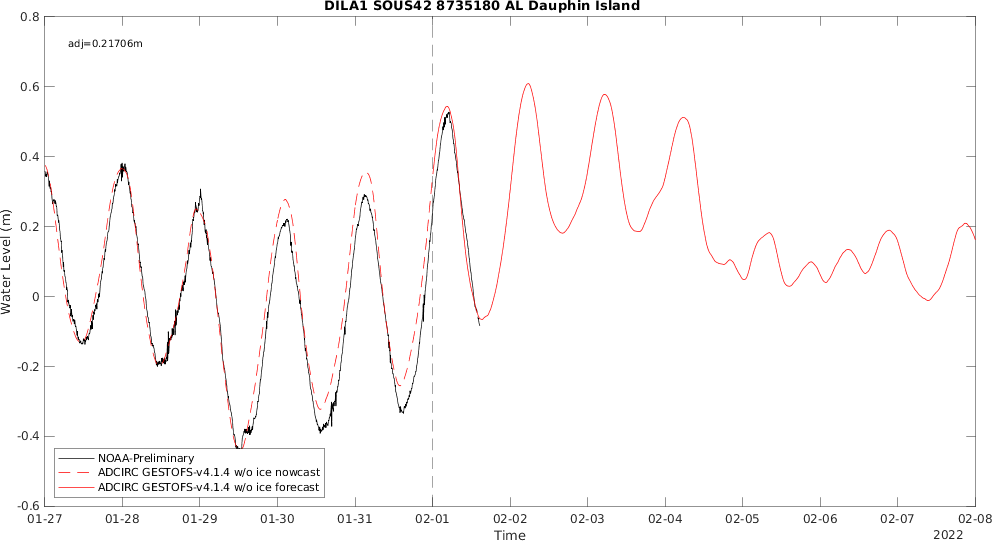 DILA1 SOUS42 8735180 AL Dauphin Island
adj=0.21706m
0.8
0.6
0.4
0.2
0
-0.2
-0.4
-0.6
Water Level (m)
NOAA-Preliminary
ADCIRC GESTOFS-v4.1.4 w/o ice nowcast
ADCIRC GESTOFS-v4.1.4 w/o ice forecast
01-27 01-28 01-29 01-30 01-31 02-01 02-02 02-03 02-04 02-05 02-06 02-07 02-08
Time
2022